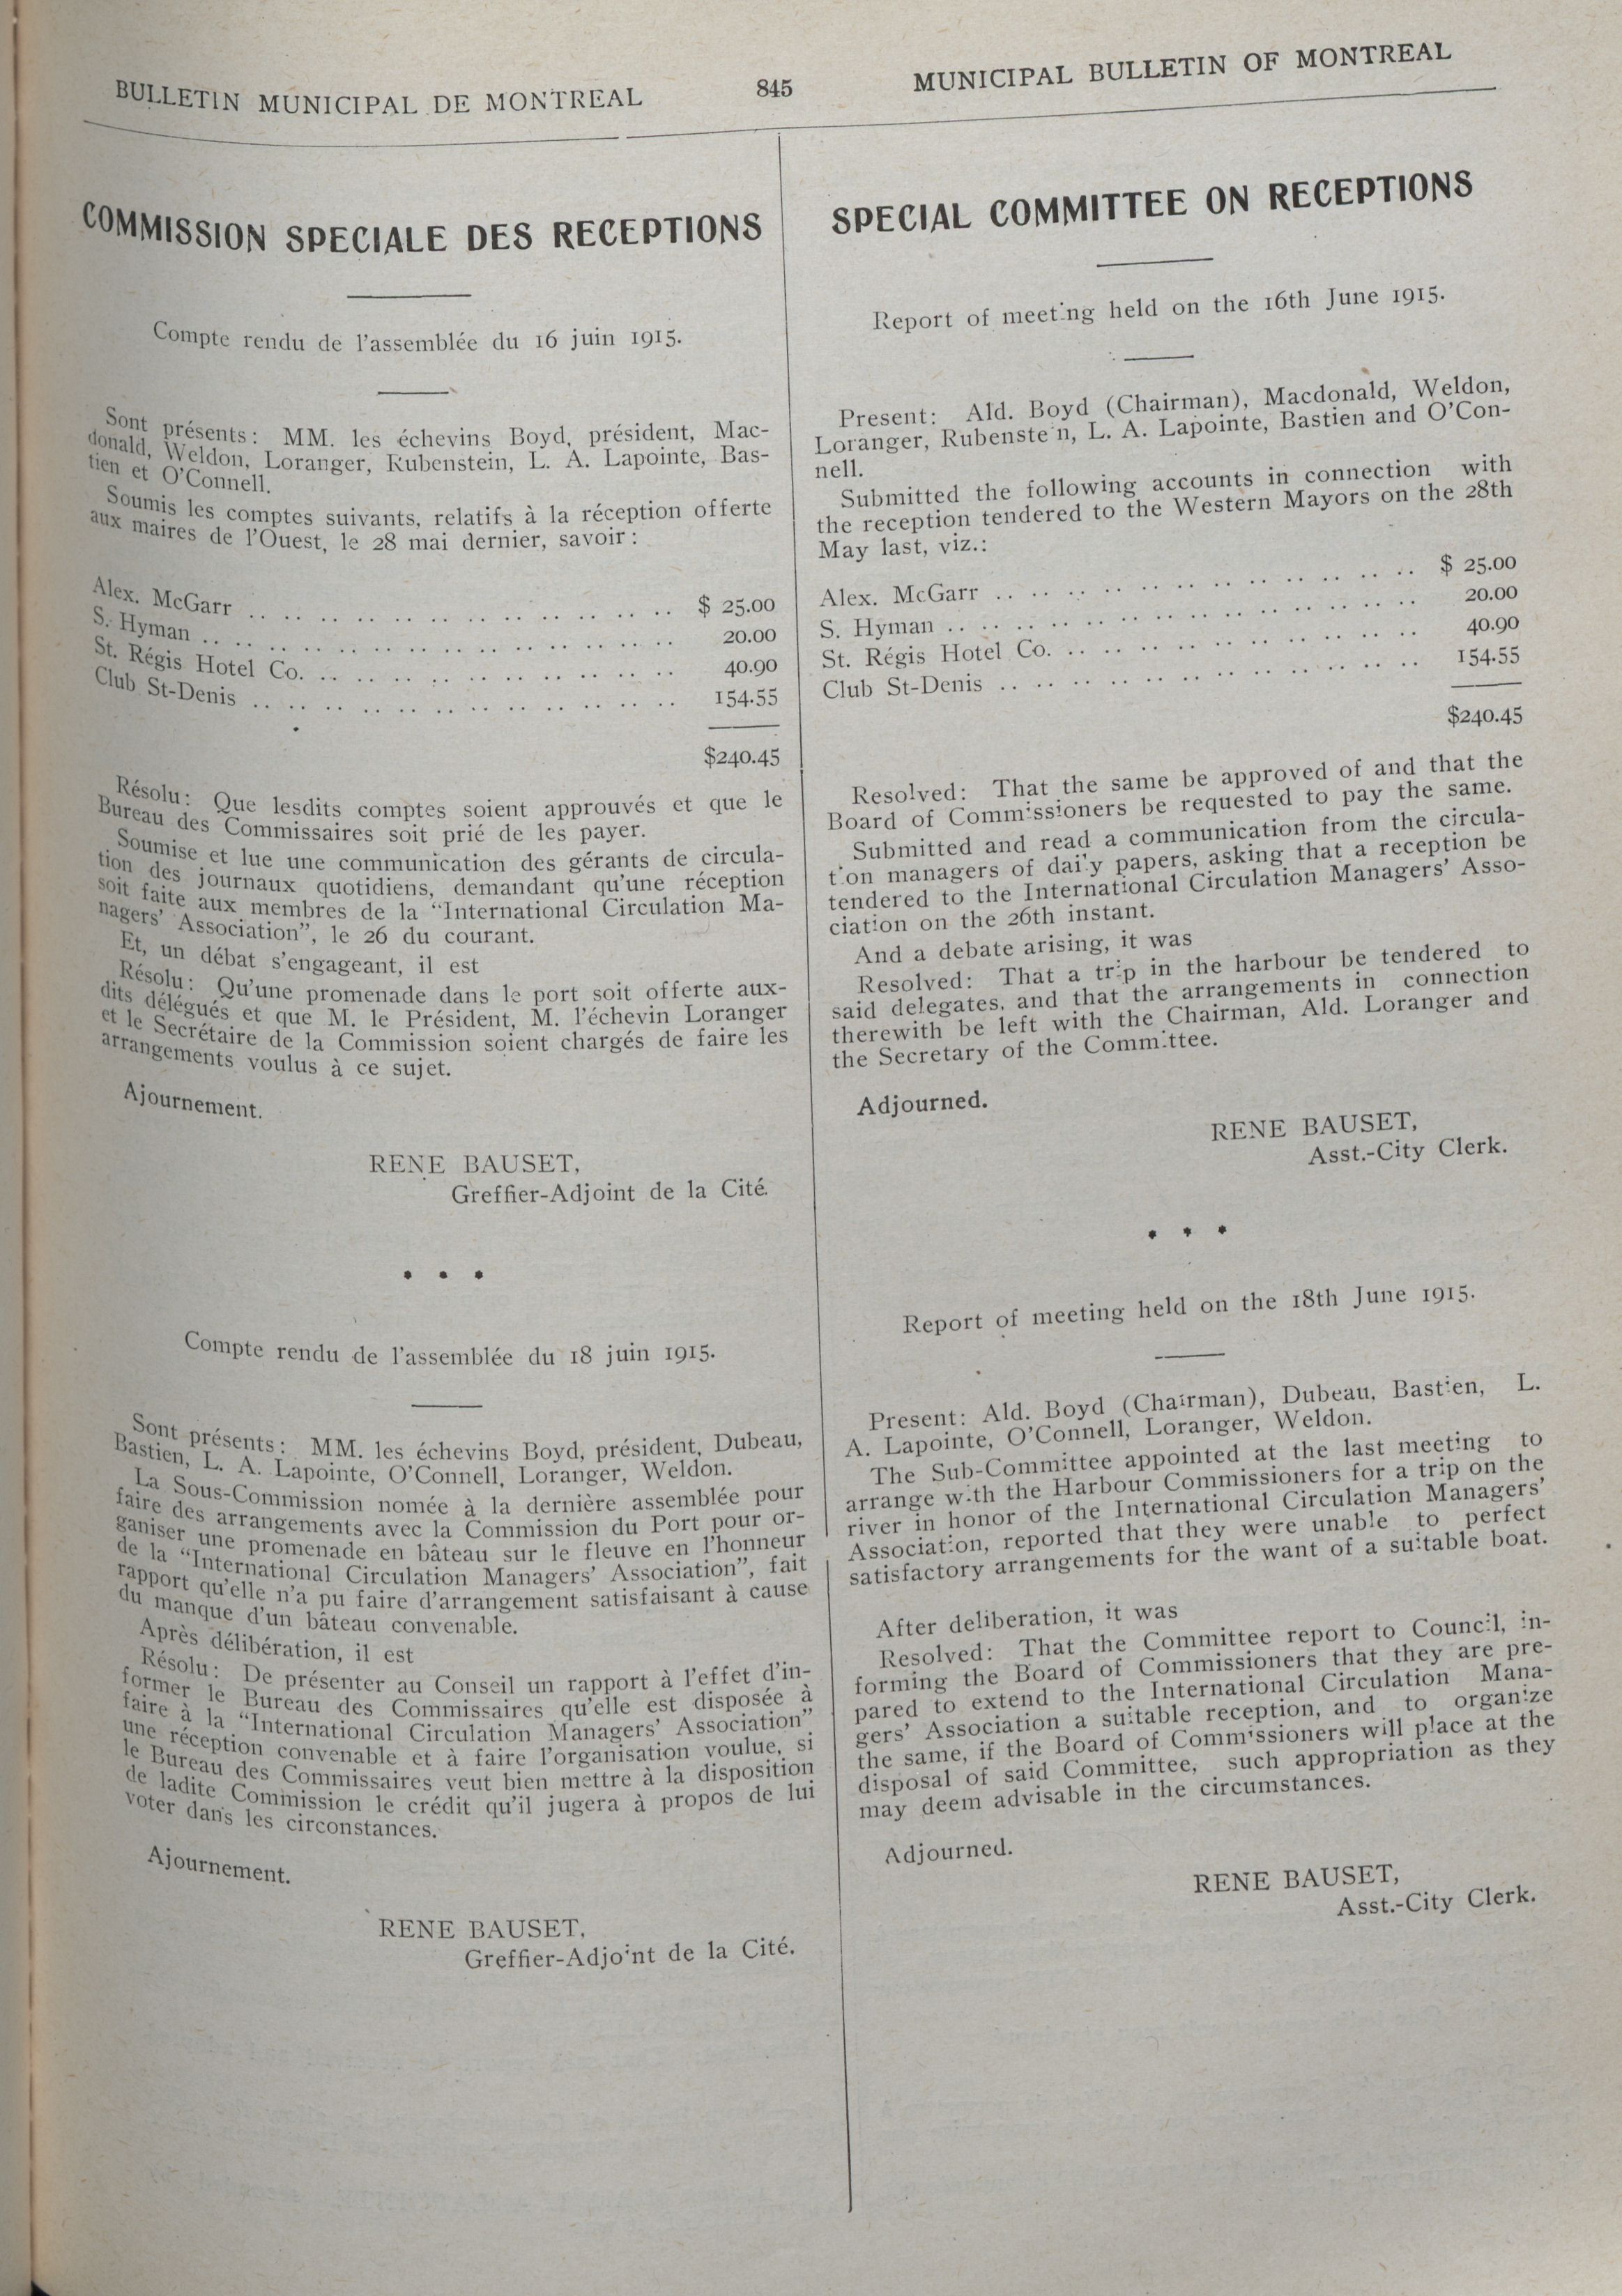 BULLETIN MUNICIPAL DE MONTREAL
845
MUNICIPAL BULLETIN OF MONTREAL
COMMISSION SPECIALE DES RECEPTIONS
Compte rendu de l'assemblée du 16 juin 1915.
Sont présents: MM. les échevins Boyd, président, Mac-
donald, Weldon, Loranger, Rubenstein, L. A. Lapointe, Bas-
tien et O'Connell.
Soumis les comptes suivants, relatifs à la réception offerte
aux maires de l'Ouest, le 28 mai dernier, savoir:
Alex. McGarr .. .. .. .. .. .. .. .. .. .. .. .. $ 25.00
S. Hyman .. .. .. .. .. .. .. .. .. .. .. .. .. 20.00
St. Régis Hotel Co. .. .. .. .. .. .. .. .. .. .. 40.90
Club St-Denis .. .. .. .. .. .. .. .. .. .. .. .. 154.55
$240.45
Résolu: Que lesdits comptes soient approuvés et que le
Bureau des Commissaires soit prié de les payer.
Soumise et lue une communication des gérants de circula-
tion des journaux quotidiens, demandant qu'une réception
soit faite aux membres de la "International Circulation Ma-
nagers' Association", le 26 du courant.
Et, un débat s'engageant, il est
Résolu: Qu'une promenade dans le port soit offerte aux-
dits délégués et que M. le Président, M. l'échevin Loranger
et le Secrétaire de la Commission soient chargés de faire les
arrangements voulus à ce sujet.
Ajournement.
RENE BAUSET,
Greffier-Adjoint de la Cité.
* * *
Compte rendu de l'assemblée du 18 juin 1915.
Sont présents: MM. les échevins Boyd, président, Dubeau,
Bastien, L. A. Lapointe, O'Connell, Loranger, Weldon.
La Sous-Commission nomée à la dernière assemblée pour
faire des arrangements avec la Commission du Port pour or-
ganiser une promenade en bâteau sur le fleuve en l'honneur
de la "International Circulation Managers' Association", fait
rapport qu'elle n'a pu faire d'arrangement satisfaisant à cause
du manque d'un bâteau convenable.
Après délibération, il est
Résolu: De présenter au Conseil un rapport à l'effet d'in-
former le Bureau des Commissaires qu'elle est disposée à
faire à la "International Circulation Managers' Association"
une réception convenable et à faire l'organisation voulue, si
le Bureau des Commissaires veut bien mettre à la disposition
de ladite Commission le crédit qu'il jugera à propos de lui
voter dans les circonstances.
Ajournement.
RENE BAUSET,
Greffier-Adjoint de la Cité.
SPECIAL COMMITTEE ON RECEPTIONS
Report of meeting held on the 16th June 1915.
Present: Ald. Boyd (Chairman), Macdonald, Weldon,
Loranger, Rubenstein, L. A. Lapointe, Bastien and O'Con-
nell.
Submitted the following accounts in connection with
the reception tendered to the Western Mayors on the 28th
May last, viz.:
Alex. McGarr .. .. .. .. .. .. .. .. .. .. .. .. $ 25.00
S. Hyman .. .. .. .. .. .. .. .. .. .. .. .. .. 20.00
St. Régis Hotel Co. .. .. .. .. .. .. .. .. .. .. 40.90
Club St-Denis .. .. .. .. .. .. .. .. .. .. .. .. 154.55
$240.45
Resolved: That the same be approved of and that the
Board of Commissioners be requested to pay the same.
Submitted and read a communication from the circula-
tion managers of daily papers, asking that a reception be
tendered to the International Circulation Managers' Asso-
ciation on the 26th instant.
And a debate arising, it was
Resolved: That a trip in the harbour be tendered to
said delegates, and that the arrangements in connection
therewith be left with the Chairman, Ald. Loranger and
the Secretary of the Committee.
Adjourned.
RENE BAUSET,
Asst.-City Clerk.
* * *
Report of meeting held on the 18th June 1915.
Present: Ald. Boyd (Chairman), Dubeau, Bastien, L.
A. Lapointe, O'Connell, Loranger, Weldon.
The Sub-Committee appointed at the last meeting to
arrange with the Harbour Commissioners for a trip on the
river in honor of the International Circulation Managers'
Association, reported that they were unable to perfect
satisfactory arrangements for the want of a suitable boat.
After deliberation, it was
Resolved: That the Committee report to Council, in-
forming the Board of Commissioners that they are pre-
pared to extend to the International Circulation Mana-
gers' Association a suitable reception, and to organize
the same, if the Board of Commissioners will place at the
disposal of said Committee, such appropriation as they
may deem advisable in the circumstances.
Adjourned.
RENE BAUSET,
Asst.-City Clerk.